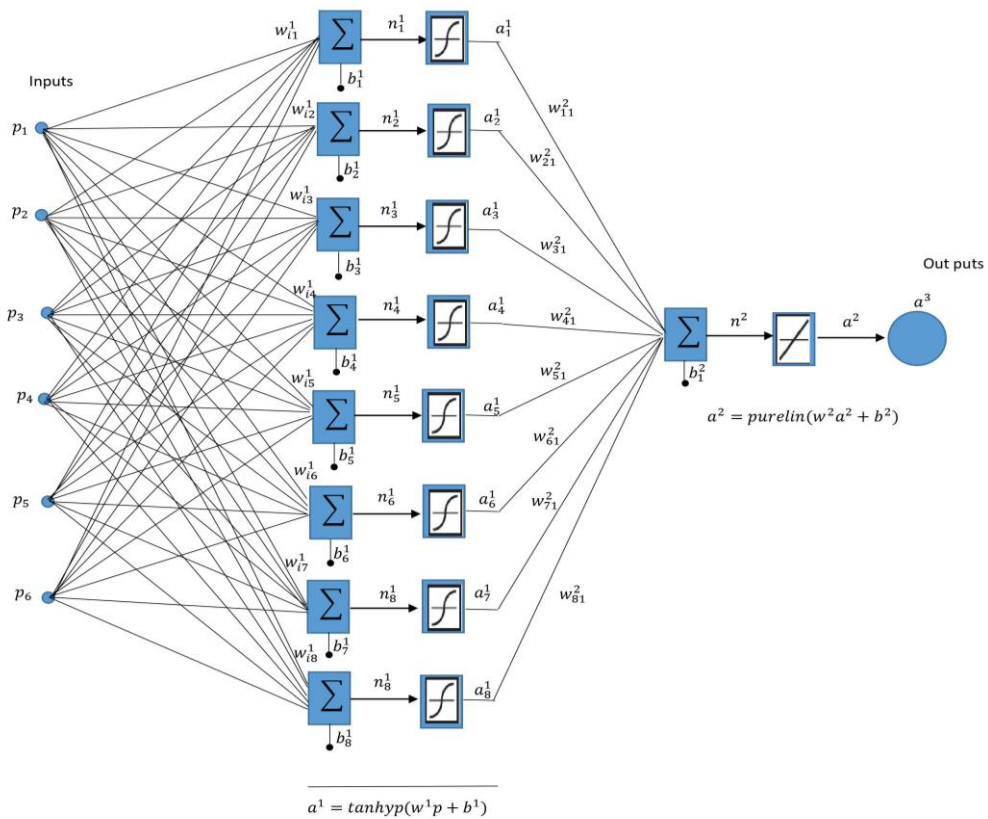 Inputs
p₁
p₂
p₃
p₄
p₅
p₆
w¹ᵢ₁
w¹ᵢ₂
w¹ᵢ₃
w¹ᵢ₄
w¹ᵢ₅
w¹ᵢ₆
w¹ᵢ₇
w¹ᵢ₈
∑ n¹₁ a¹₁
b¹₁
∑ n¹₂ a¹₂
b¹₂
∑ n¹₃ a¹₃
b¹₃
∑ n¹₄ a¹₄
b¹₄
∑ n¹₅ a¹₅
b¹₅
∑ n¹₆ a¹₆
b¹₆
∑ n¹₈ a¹₇
b¹₇
∑ n¹₈ a¹₈
b¹₈
w²₁₁
w²₂₁
w²₃₁
w²₄₁
w²₅₁
w²₆₁
w²₇₁
w²₈₁
∑ n² a²
b²₁
Out puts
a³
a² = purelin(w²a² + b²)
a¹ = tanhyp(w¹p + b¹)